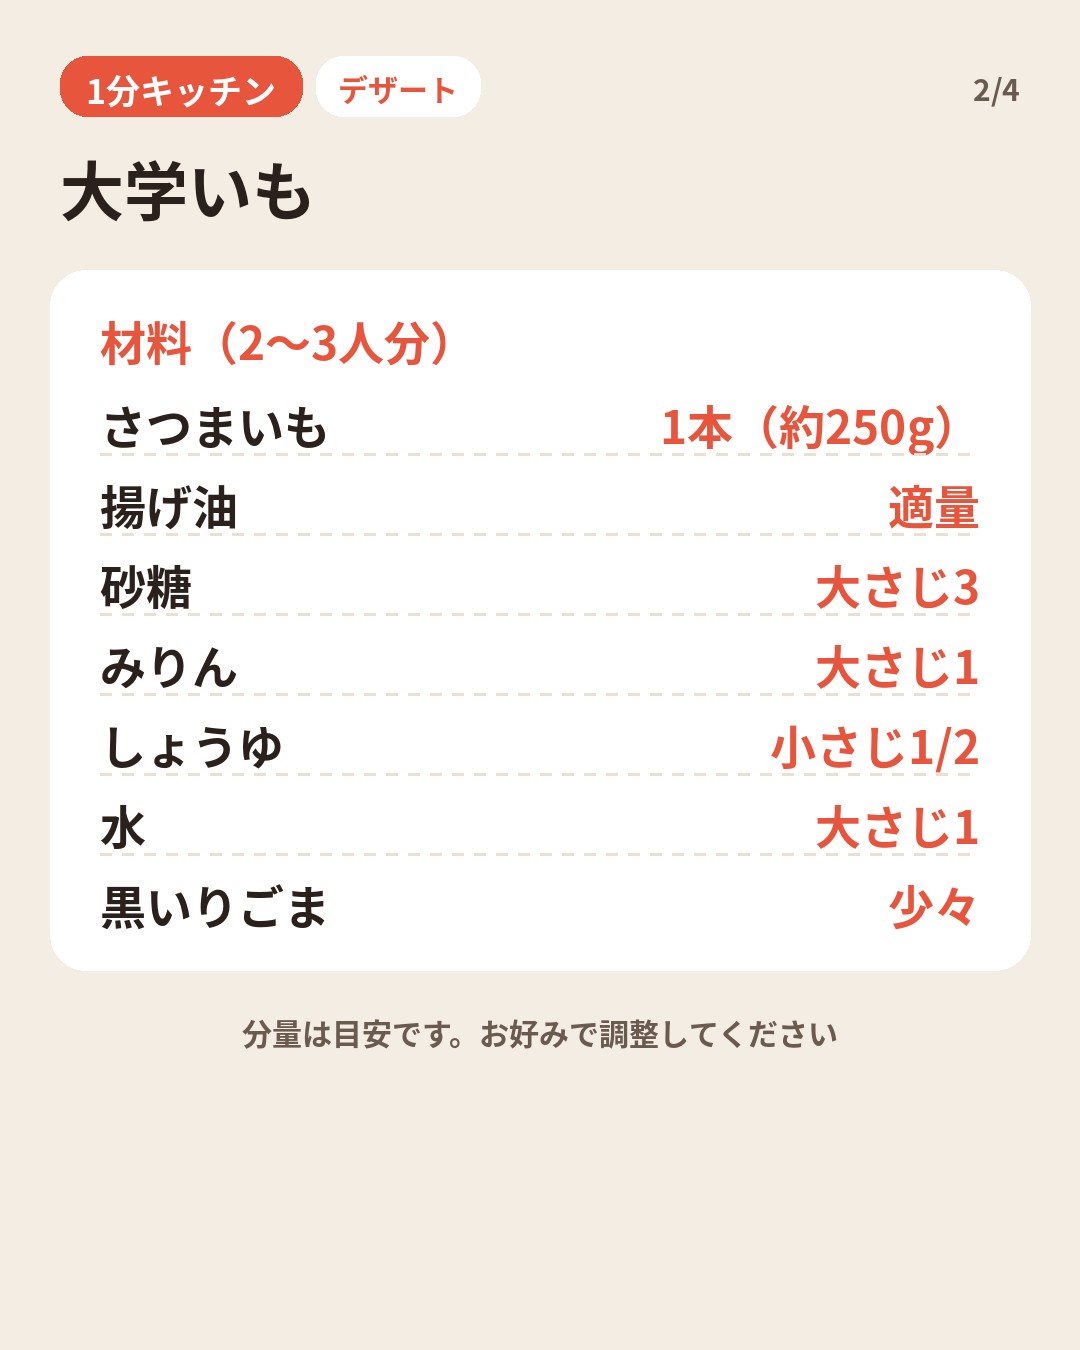 1分キッチン デザート 2/4
大学いも
材料（2〜3人分）
さつまいも 1本（約250g）
揚げ油 適量
砂糖 大さじ3
みりん 大さじ1
しょうゆ 小さじ1/2
水 大さじ1
黒いりごま 少々
分量は目安です。お好みで調整してください